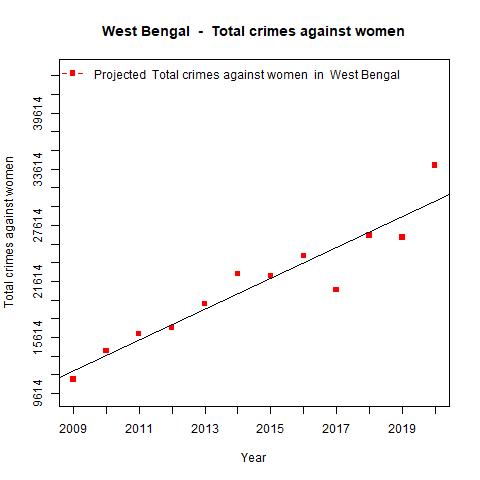 West Bengal - Total crimes against women
Projected Total crimes against women in West Bengal
Total crimes against women
39614
33614
27614
21614
15614
9614
2009 2011 2013 2015 2017 2019
Year